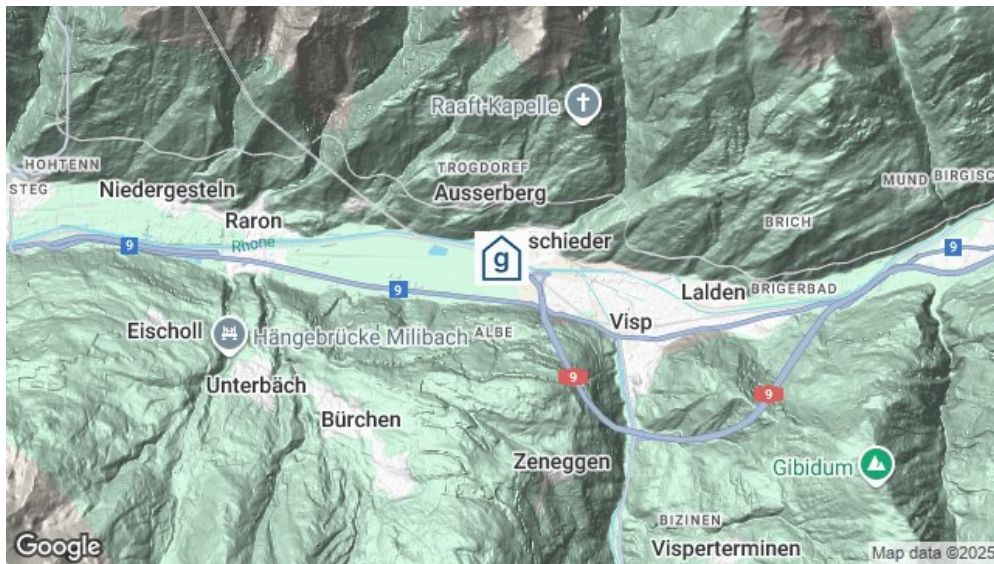 Raaft-Kapelle
HOHTENN
TROGDOREF
STEG
Niedergesteln
Ausserberg
MUND
BIRGISC
Raron
BRICH
Rhone
9
g
schieder
9
9
Lalden
BRIGERBAD
Eischoll
Hängebrücke Milibach
ALBE
Visp
Unterbäch
9
9
Bürchen
Zeneggen
Gibidum
BIZINEN
Visperterminen
Google
Map data ©2025